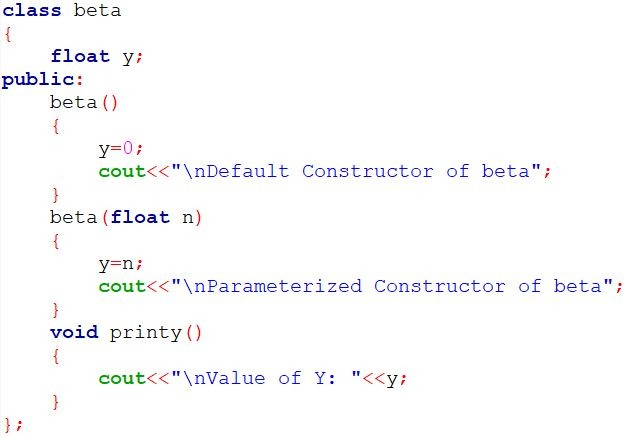 class beta
{
    float y;
public:
    beta()
    {
        y=0;
        cout<<"\nDefault Constructor of beta";
    }
    beta(float n)
    {
        y=n;
        cout<<"\nParameterized Constructor of beta";
    }
    void printy()
    {
        cout<<"\nValue of Y: "<<y;
    }
};